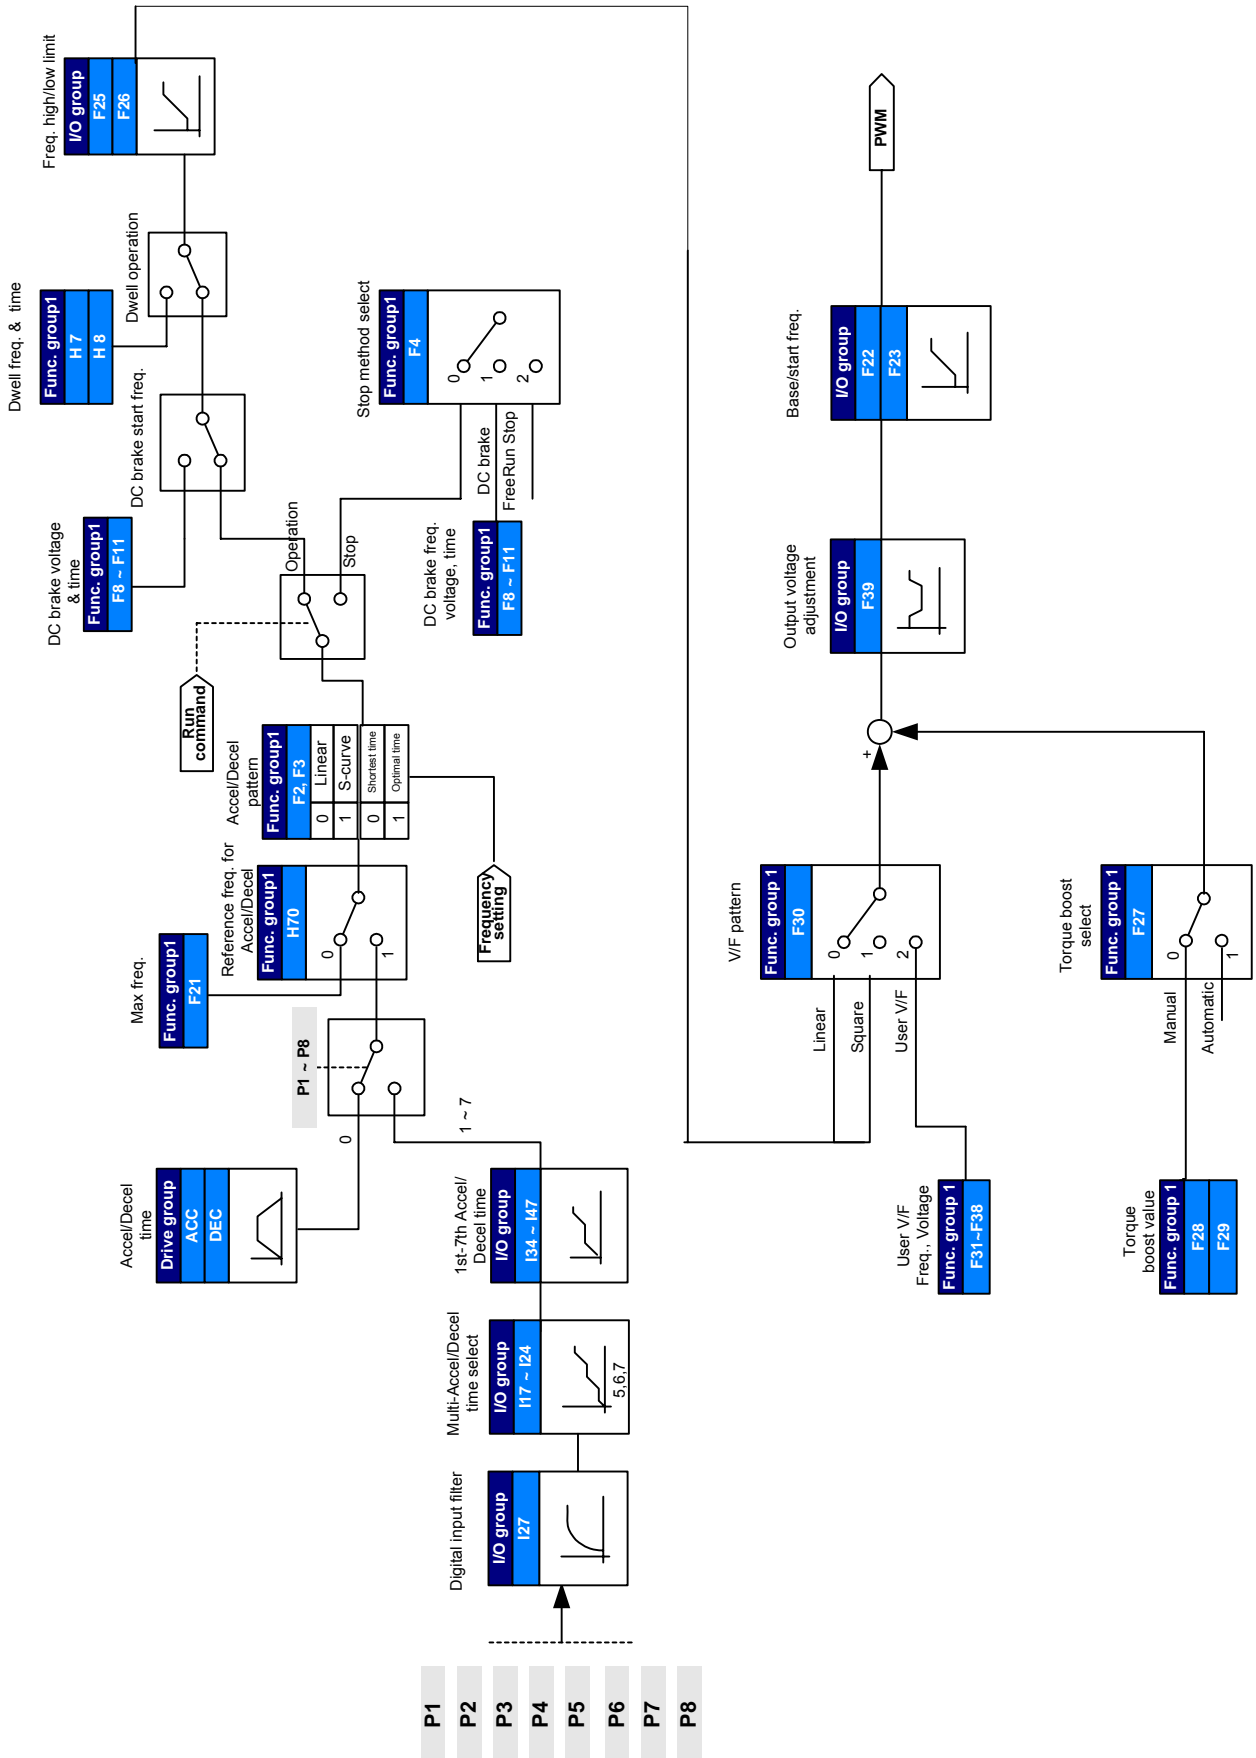 P1
P2
P3
P4
P5
P6
P7
P8
Digital input filter
I/O group
I27
Multi-Accel/Decel
time select
I/O group
I17 ~ I24
5,6,7
1st-7th Accel/
Decel time
I/O group
I34 ~ I47
Accel/Decel
time
Drive group
ACC
DEC
0
1 ~ 7
P1 ~ P8
Max freq.
Func. group1
F21
Reference freq. for
Accel/Decel
Func. group1
H70
0
1
Accel/Decel
pattern
Func. group1
F2, F3
0
Linear
1
S-curve
0
Shortest time
1
Optimal time
Frequency
setting
Run
command
Operation
Stop
DC brake voltage
& time
Func. group1
F8 ~ F11
DC brake start freq.
DC brake freq.
voltage, time
Func. group1
F8 ~ F11
DC brake
FreeRun Stop
Stop method select
Func. group1
F4
0
1
2
Dwell freq. & time
Func. group1
H 7
H 8
Dwell operation
Freq. high/low limit
I/O group
F25
F26
User V/F
Freq., Voltage
Func. group 1
F31~F38
Linear
Square
User V/F
V/F pattern
Func. group 1
F30
0
1
2
Torque
boost value
Func. group 1
F28
F29
Manual
Automatic
Torque boost
select
Func. group 1
F27
0
1
+
Output voltage
adjustment
I/O group
F39
Base/start freq.
I/O group
F22
F23
PWM